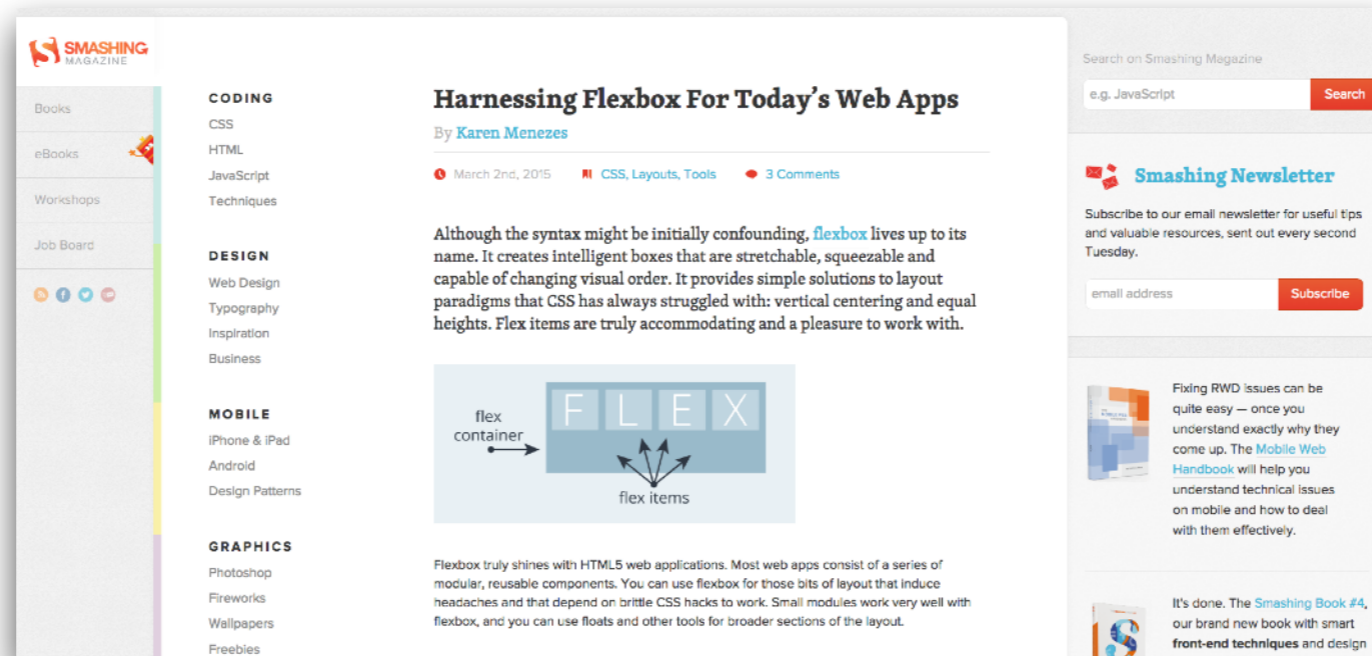 SMASHING
MAGAZINE
Books
eBooks
Workshops
Job Board
CODING
CSS
HTML
JavaScript
Techniques
DESIGN
Web Design
Typography
Inspiration
Business
MOBILE
iPhone & iPad
Android
Design Patterns
GRAPHICS
Photoshop
Fireworks
Wallpapers
Freebies
Harnessing Flexbox For Today's Web Apps
By Karen Menezes
March 2nd, 2015 CSS, Layouts, Tools 3 Comments
Although the syntax might be initially confounding, flexbox lives up to its
name. It creates intelligent boxes that are stretchable, squeezable and
capable of changing visual order. It provides simple solutions to layout
paradigms that CSS has always struggled with: vertical centering and equal
heights. Flex items are truly accommodating and a pleasure to work with.
flex
container
FLEX
flex items
Flexbox truly shines with HTML5 web applications. Most web apps consist of a series of
modular, reusable components. You can use flexbox for those bits of layout that induce
headaches and that depend on brittle CSS hacks to work. Small modules work very well with
flexbox, and you can use floats and other tools for broader sections of the layout.
Search on Smashing Magazine
e.g. JavaScript Search
Smashing Newsletter
Subscribe to our email newsletter for useful tips
and valuable resources, sent out every second
Tuesday.
email address Subscribe
Fixing RWD issues can be
quite easy — once you
understand exactly why they
come up. The Mobile Web
Handbook will help you
understand technical issues
on mobile and how to deal
with them effectively.
It's done. The Smashing Book #4,
our brand new book with smart
front-end techniques and design